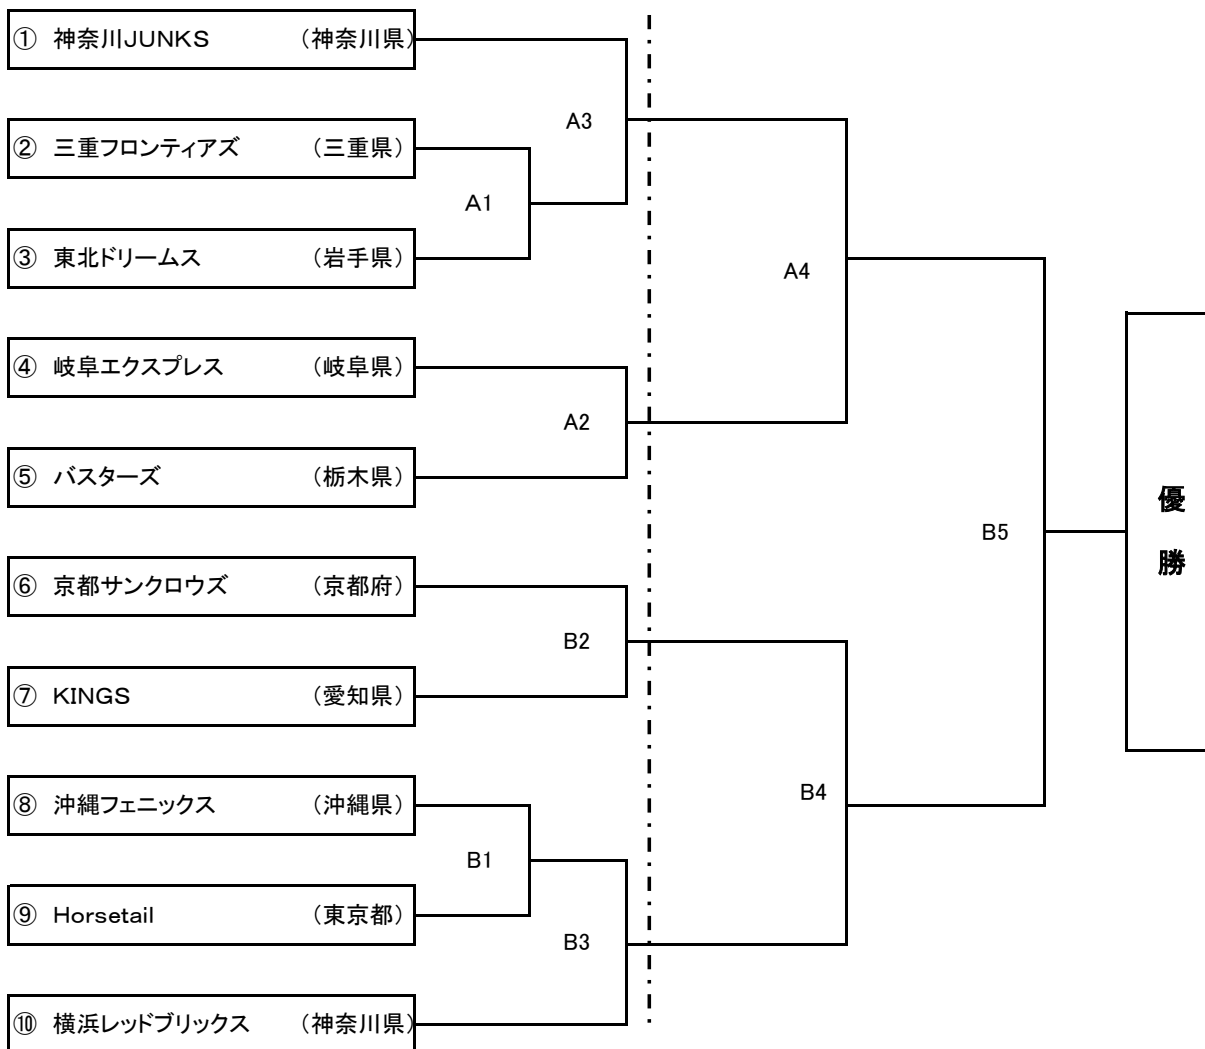 ① 神奈川JUNKS （神奈川県）
② 三重フロンティアズ （三重県）
③ 東北ドリームス （岩手県）
④ 岐阜エクスプレス （岐阜県）
⑤ バスターズ （栃木県）
⑥ 京都サンクロウズ （京都府）
⑦ KINGS （愛知県）
⑧ 沖縄フェニックス （沖縄県）
⑨ Horsetail （東京都）
⑩ 横浜レッドブリックス （神奈川県）
A1
B1
A3
A2
B2
B3
A4
B4
B5
優
勝